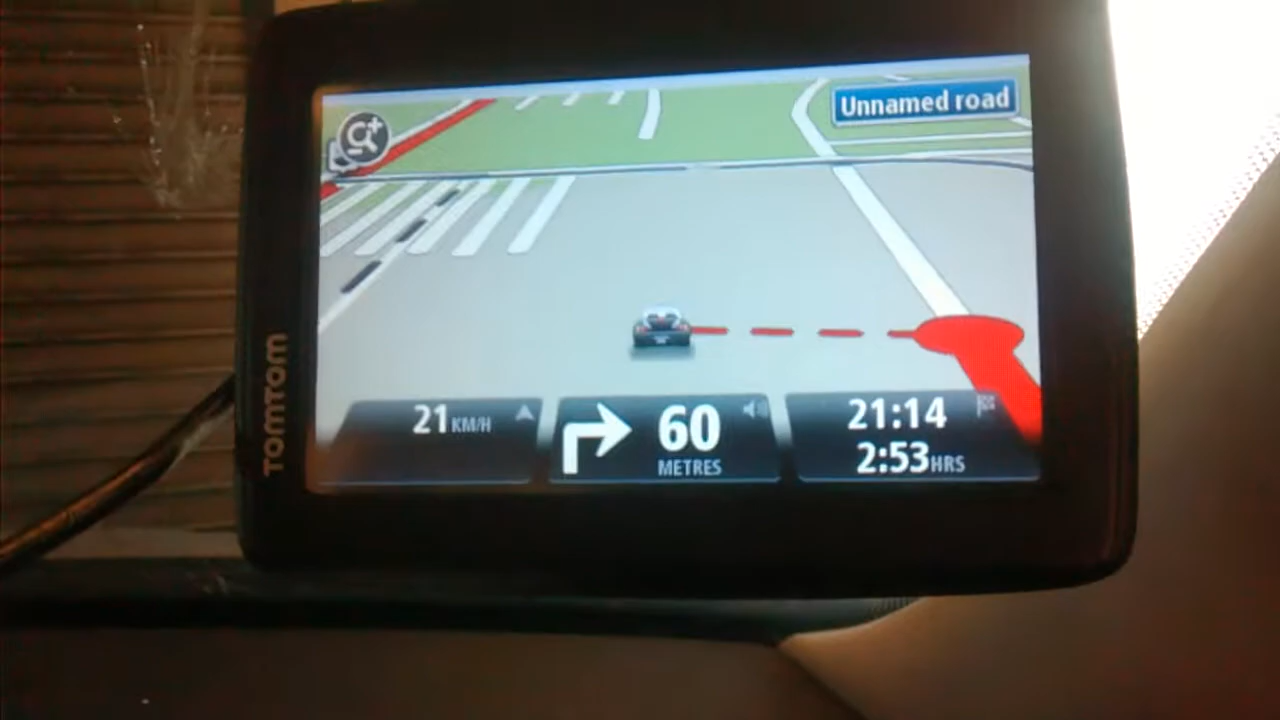 Unnamed road
TOMTOM
21 KM/H
60
METRES
21:14
2:53 HRS